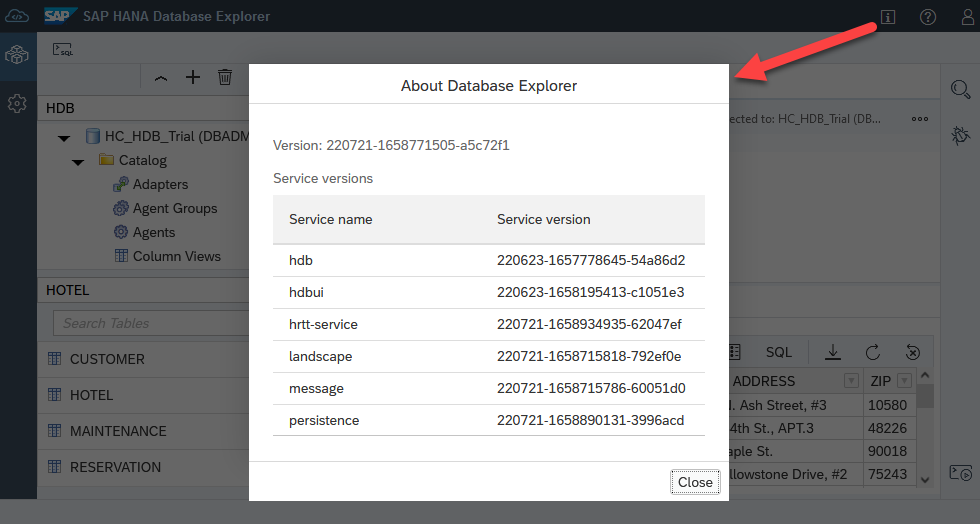 SAP SAP HANA Database Explorer
SQL
HDB
HC_HDB_Trial (DBADM
Catalog
Adapters
Agent Groups
Agents
Column Views
HOTEL
Search Tables
CUSTOMER
HOTEL
MAINTENANCE
RESERVATION
About Database Explorer
Version: 220721-1658771505-a5c72f1
Service versions
Service name Service version
hdb 220623-1657778645-54a86d2
hdbui 220623-1658195413-c1051e3
hrtt-service 220721-1658934935-62047ef
landscape 220721-1658715818-792ef0e
message 220721-1658715786-60051d0
persistence 220721-1658890131-3996acd
Close
ected to: HC_HDB_Trial (DB...
SQL
ADDRESS ZIP
N. Ash Street, #3 10580
4th St., APT.3 48226
aple St. 90018
llowstone Drive, #2 75243